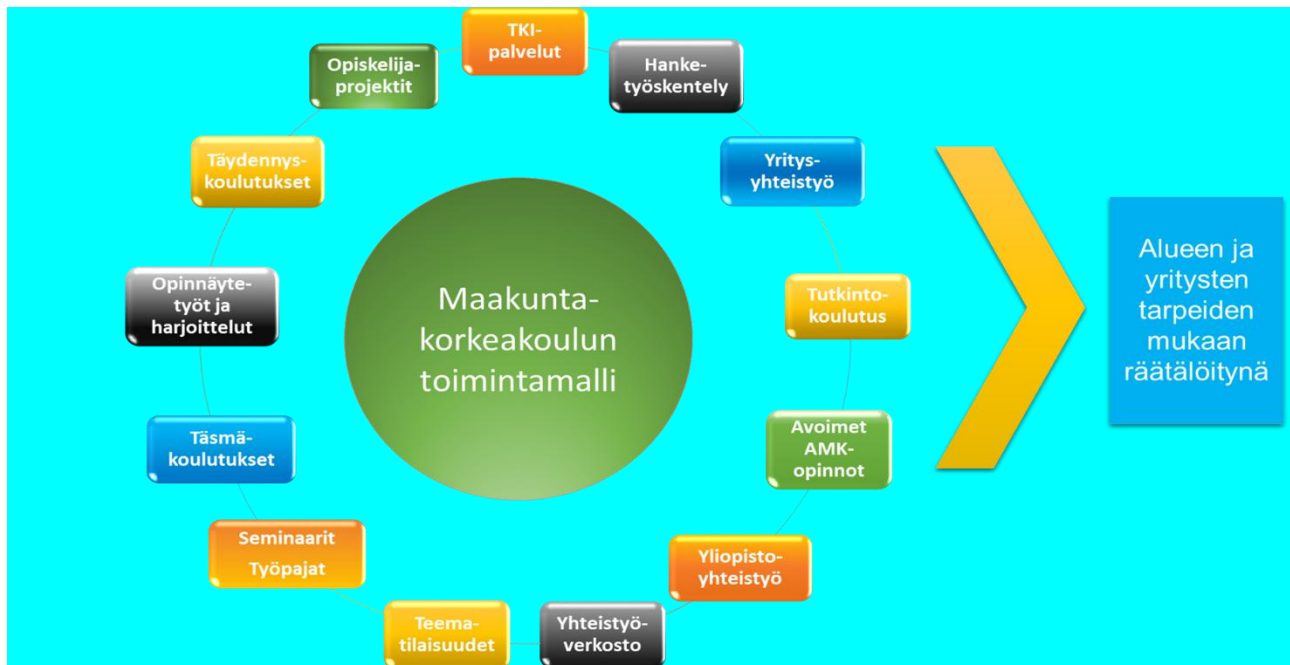 TKI-
palvelut
Hanke-
työskentely
Yritys-
yhteistyö
Tutkinto-
koulutus
Avoimet
AMK-
opinnot
Yliopisto-
yhteistyö
Yhteistyö-
verkosto
Teema-
tilaisuudet
Seminaarit
Työpajat
Täsmä-
koulutukset
Opinnäyte-
työt ja
harjoittelut
Täydennys-
koulutukset
Opiskelija-
projektit
Maakunta-
korkeakoulun
toimintamalli
Alueen ja
yritysten
tarpeiden
mukaan
räätälöitynä